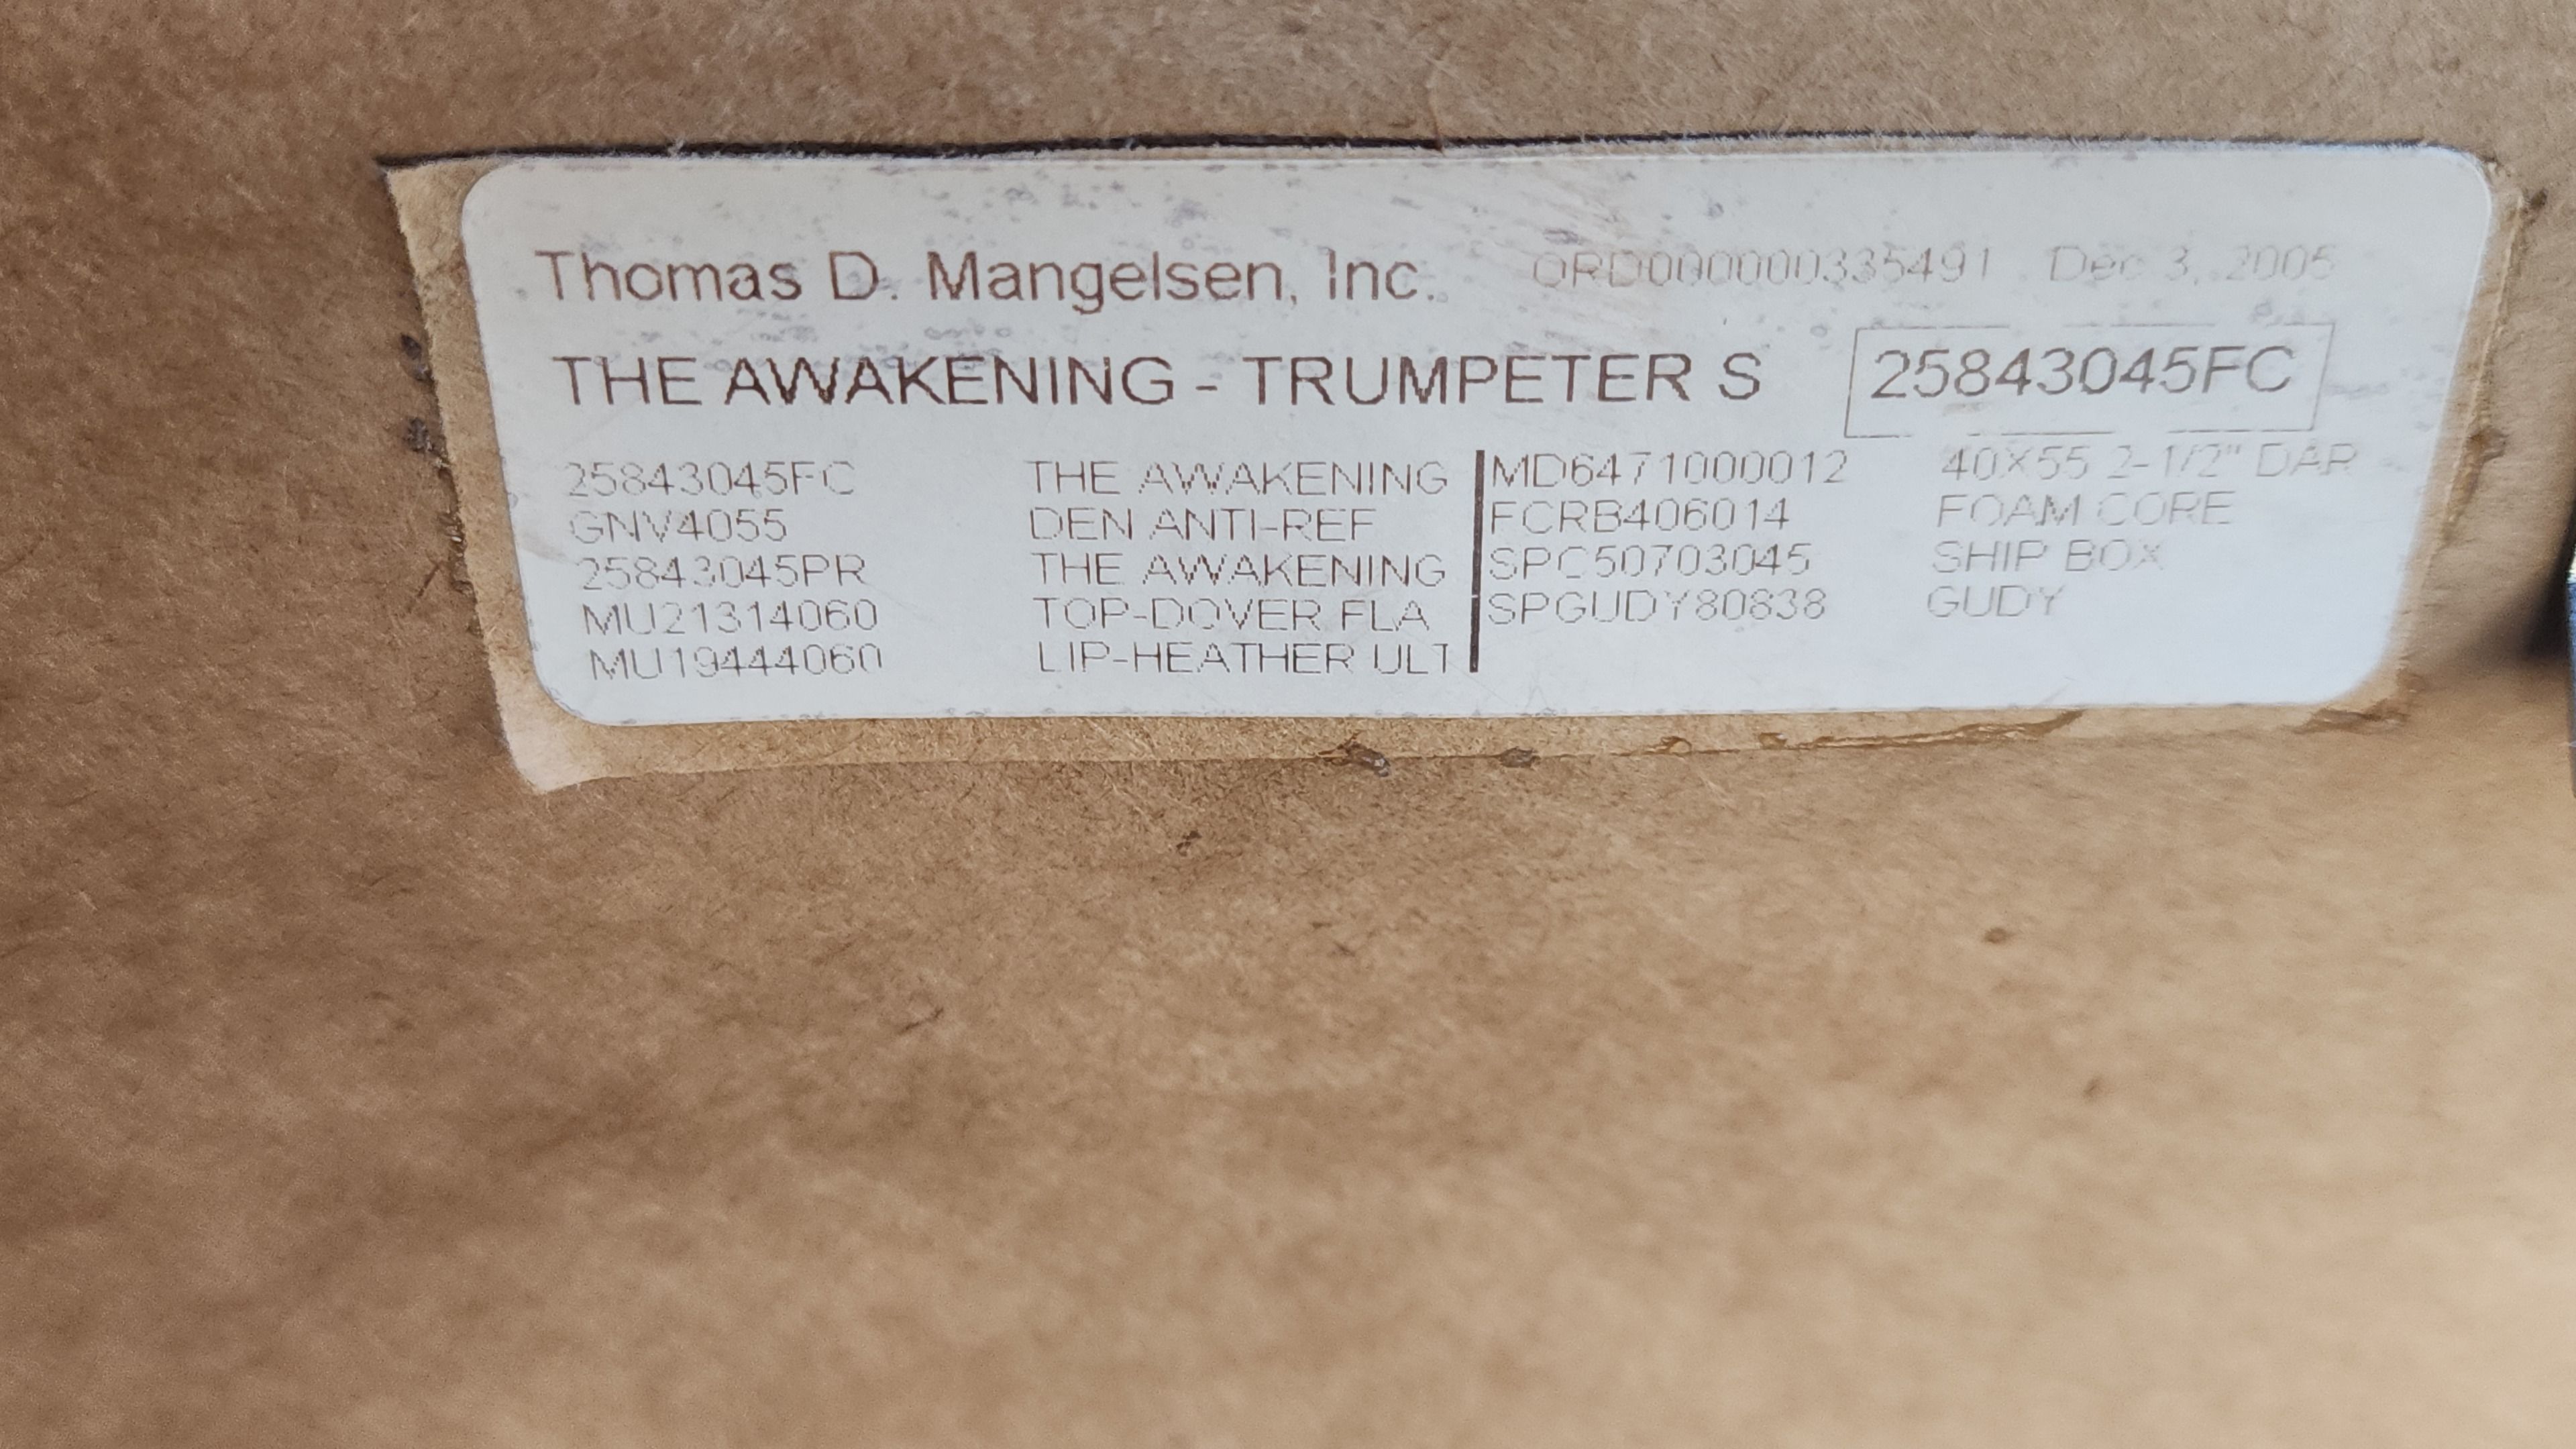 Thomas D. Mangelsen, Inc. ORD000000335491 Dec 3, 2005
THE AWAKENING - TRUMPETER S 25843045FC
25843045FC THE AWAKENING MD6471000012 40X55 2-1/2" DAR
GNV4055 DEN ANTI-REF FCRB406014 FOAM CORE
25843045PR THE AWAKENING SPC50703045 SHIP BOX
MU21314060 TOP-DOVER FLA SPGUDY80838 GUDY
MU19444060 LIP-HEATHER ULT